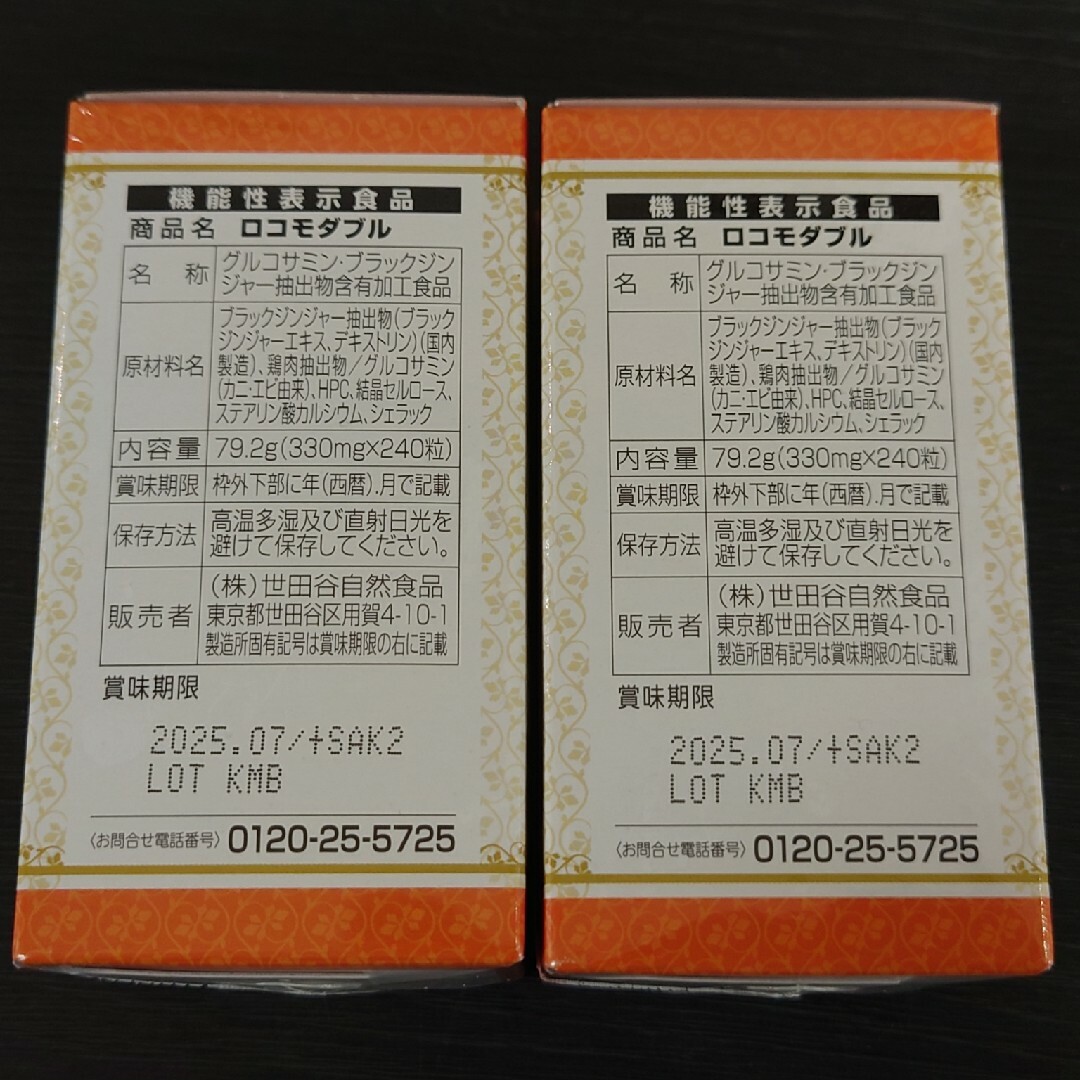 機能性表示食品
商品名 ロコモダブル
名称 グルコサミン・ブラックジン
ジャー抽出物含有加工食品
原材料名 ブラックジンジャー抽出物(ブラック
ジンジャーエキス、デキストリン)(国内
製造)、鶏肉抽出物/グルコサミン
(カニ・エビ由来)、HPC、結晶セルロース、
ステアリン酸カルシウム、シェラック
内容量 79.2g(330mg×240粒)
賞味期限 枠外下部に年(西暦).月で記載
保存方法 高温多湿及び直射日光を
避けて保存してください。
販売者 (株)世田谷自然食品
東京都世田谷区用賀4-10-1
製造所固有記号は賞味期限の右に記載
賞味期限
2025.07/+SAK2
LOT KMB
〈お問合せ電話番号〉0120-25-5725
機能性表示食品
商品名 ロコモダブル
名称 グルコサミン・ブラックジン
ジャー抽出物含有加工食品
原材料名 ブラックジンジャー抽出物(ブラック
ジンジャーエキス、デキストリン)(国内
製造)、鶏肉抽出物/グルコサミン
(カニ・エビ由来)、HPC、結晶セルロース、
ステアリン酸カルシウム、シェラック
内容量 79.2g(330mg×240粒)
賞味期限 枠外下部に年(西暦).月で記載
保存方法 高温多湿及び直射日光を
避けて保存してください。
販売者 (株)世田谷自然食品
東京都世田谷区用賀4-10-1
製造所固有記号は賞味期限の右に記載
賞味期限
2025.07/+SAK2
LOT KMB
〈お問合せ電話番号〉0120-25-5725